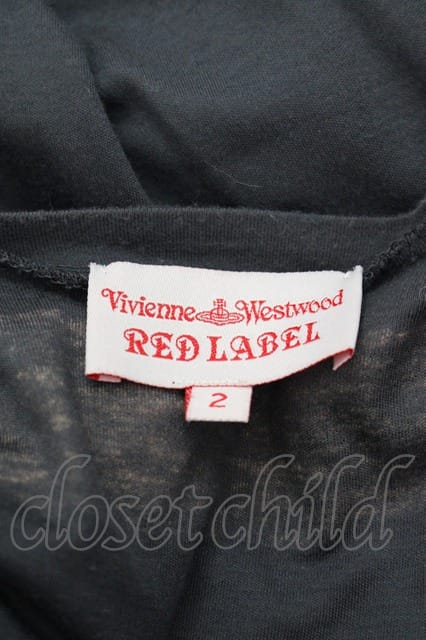 Vivienne Westwood
RED LABEL
2
closet child